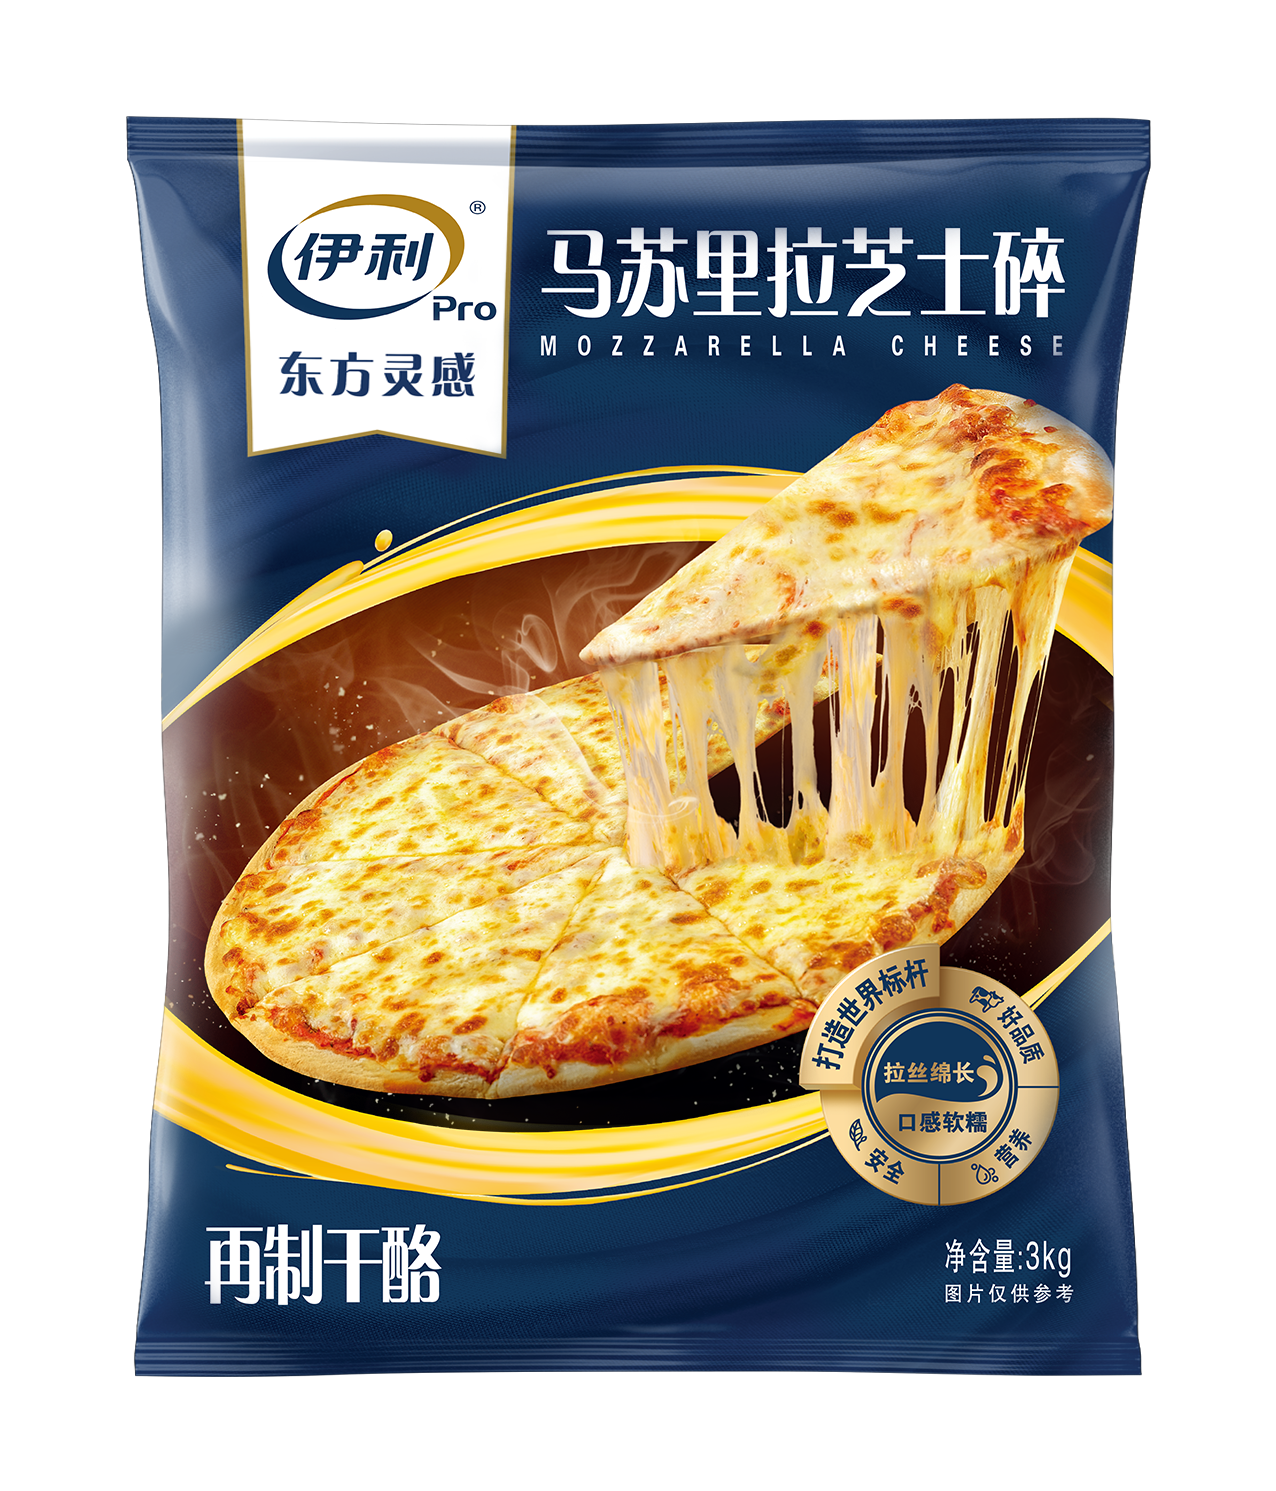 伊利
®
Pro
东方灵感
马苏里拉芝士碎
MOZZARELLA CHEESE
打造世界标杆
好品质
拉丝绵长
口感软糯
安全
营养
再制干酪
净含量:3kg
图片仅供参考